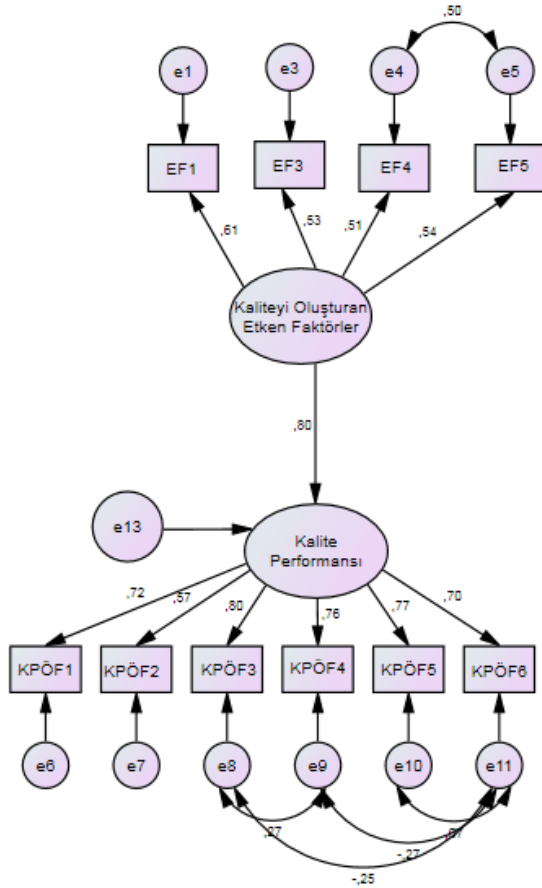 ,50
e1
e3
e4
e5
EF1
EF3
EF4
EF5
,61
,53
,51
,54
Kaliteyi Oluşturan
Etken Faktörler
,80
e13
Kalite
Performansı
,72
,57
,80
,76
,77
,70
KPÖF1
KPÖF2
KPÖF3
KPÖF4
KPÖF5
KPÖF6
e6
e7
e8
e9
e10
e11
,27
-,27
-,25